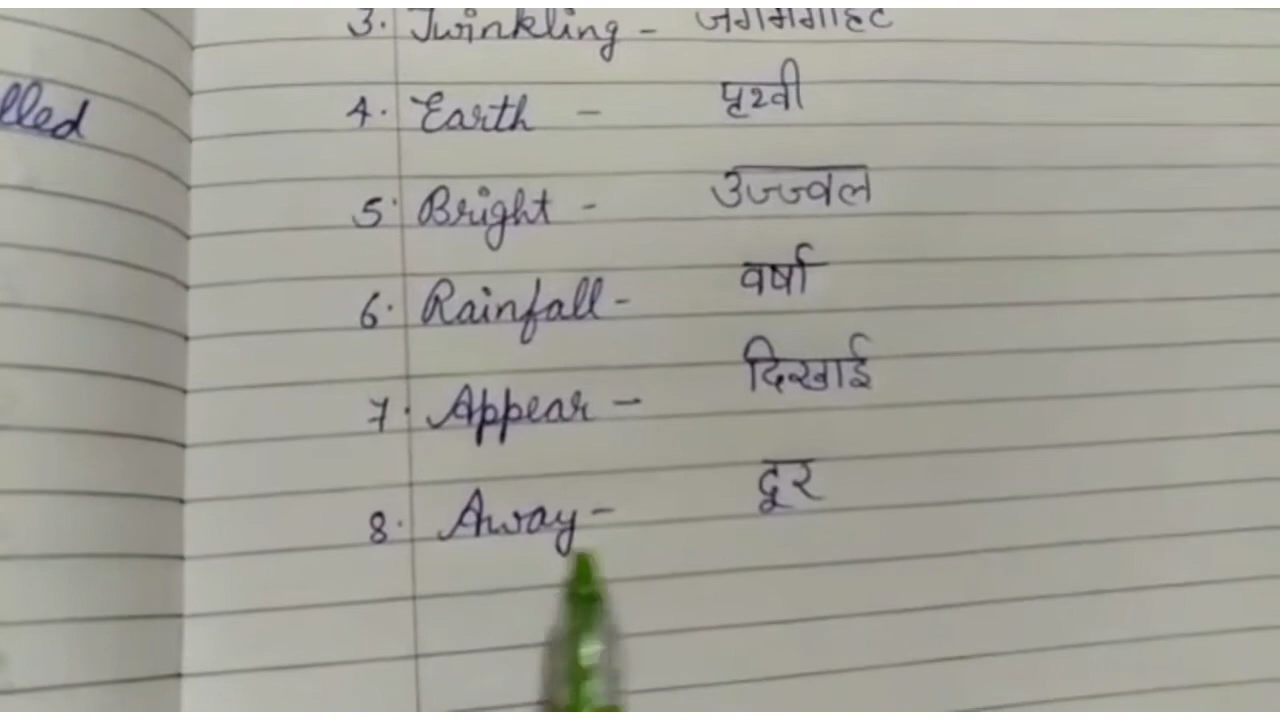 3. Twinkling - जगमगाहट
lled
4. Earth - पृथ्वी
5. Bright - उज्ज्वल
6. Rainfall - वर्षा
7. Appear - दिखाई
8. Away - दूर